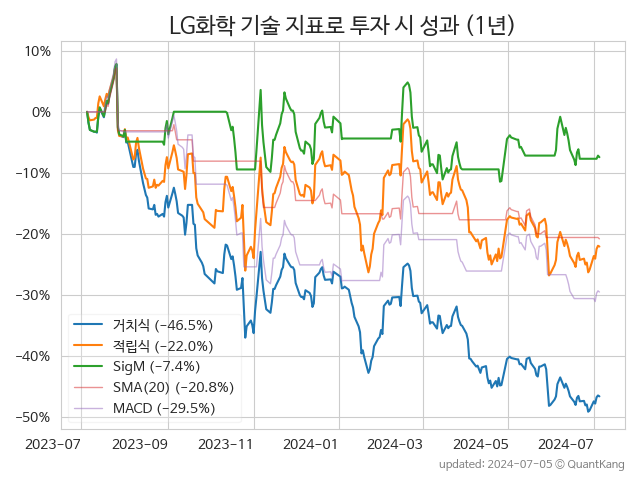 LG화학 기술 지표로 투자 시 성과 (1년)
10%
0%
−10%
−20%
−30%
−40%
−50%
거치식 (−46.5%)
적립식 (−22.0%)
SigM (−7.4%)
SMA(20) (−20.8%)
MACD (−29.5%)
2023-07
2023-09
2023-11
2024-01
2024-03
2024-05
2024-07
updated: 2024-07-05 © QuantKang